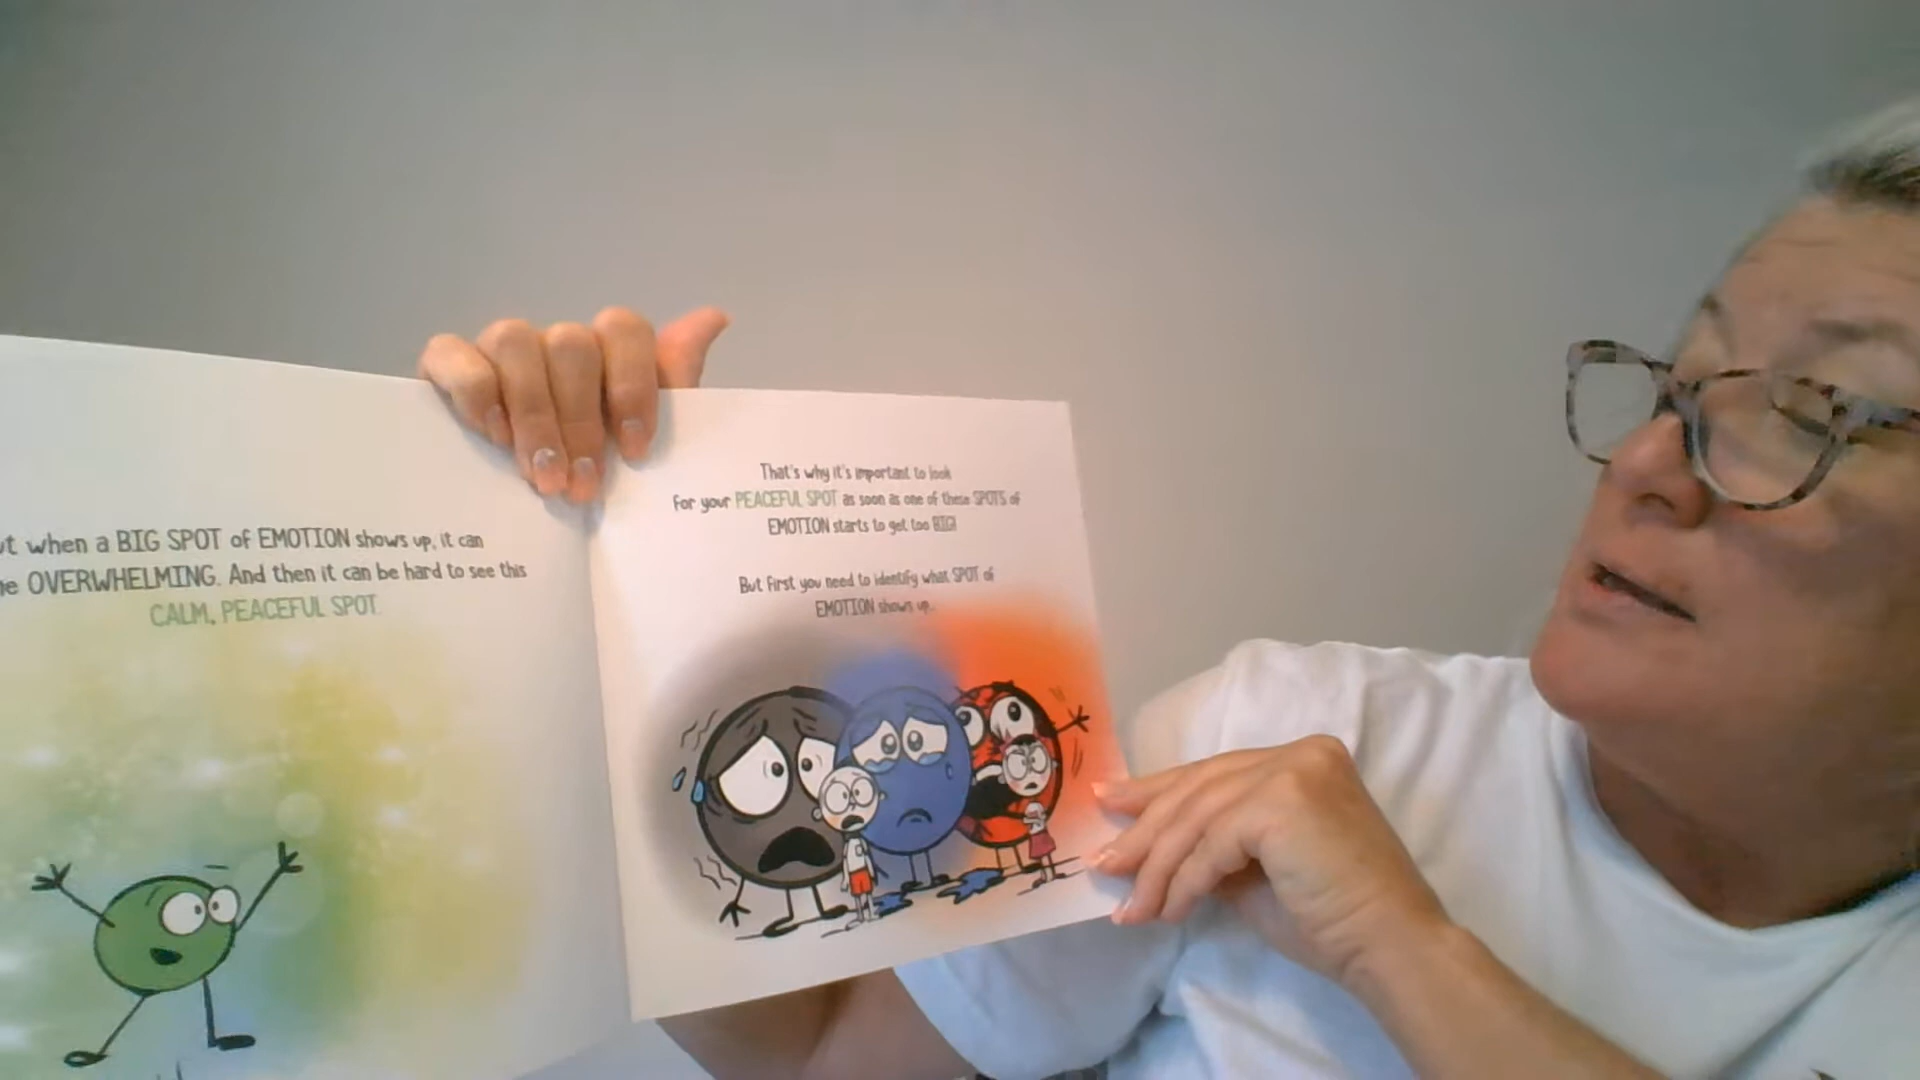 when a BIG SPOT of EMOTION shows up, it can
OVERWHELMING. And then it can be hard to see this
CALM, PEACEFUL SPOT.
That's why it's important to look
for your PEACEFUL SPOT as soon as one of these SPOTS of
EMOTION starts to get too BIG!
But first you need to identify what SPOT of
EMOTION shows up.